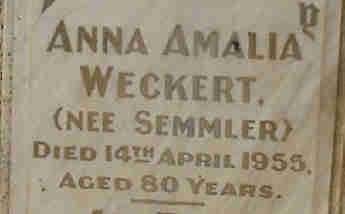 ANNA AMALIA
WECKERT.
(NEE SEMMLER)
DIED 14TH APRIL 1955,
AGED 80 YEARS.